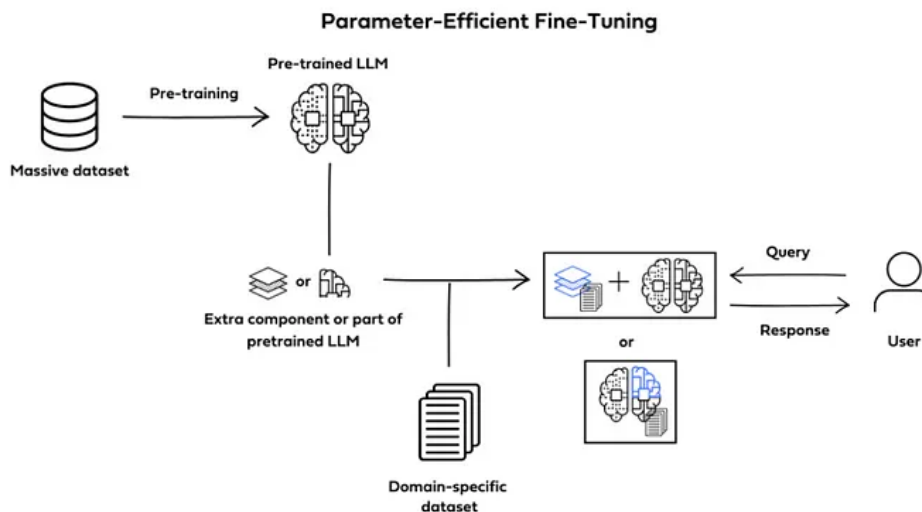 Parameter-Efficient Fine-Tuning
Pre-trained LLM
Pre-training
Massive dataset
or
Extra component or part of
pretrained LLM
Query
Response
User
or
Domain-specific
dataset